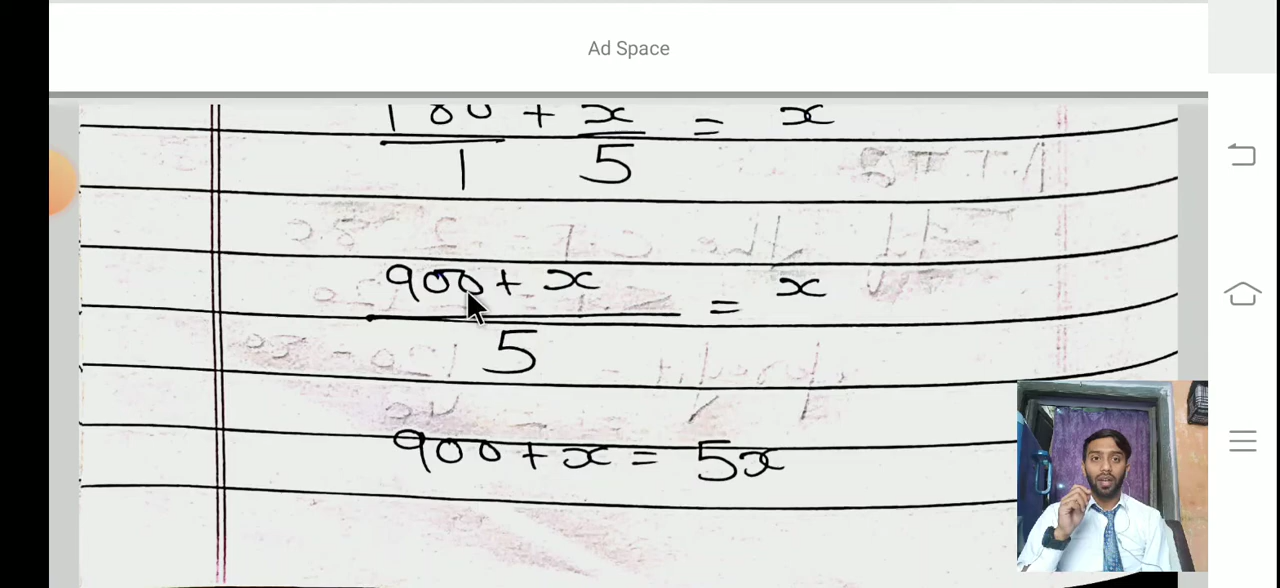 Ad Space
180/1 + x/5 = x
(900 + x)/5 = x
900 + x = 5x